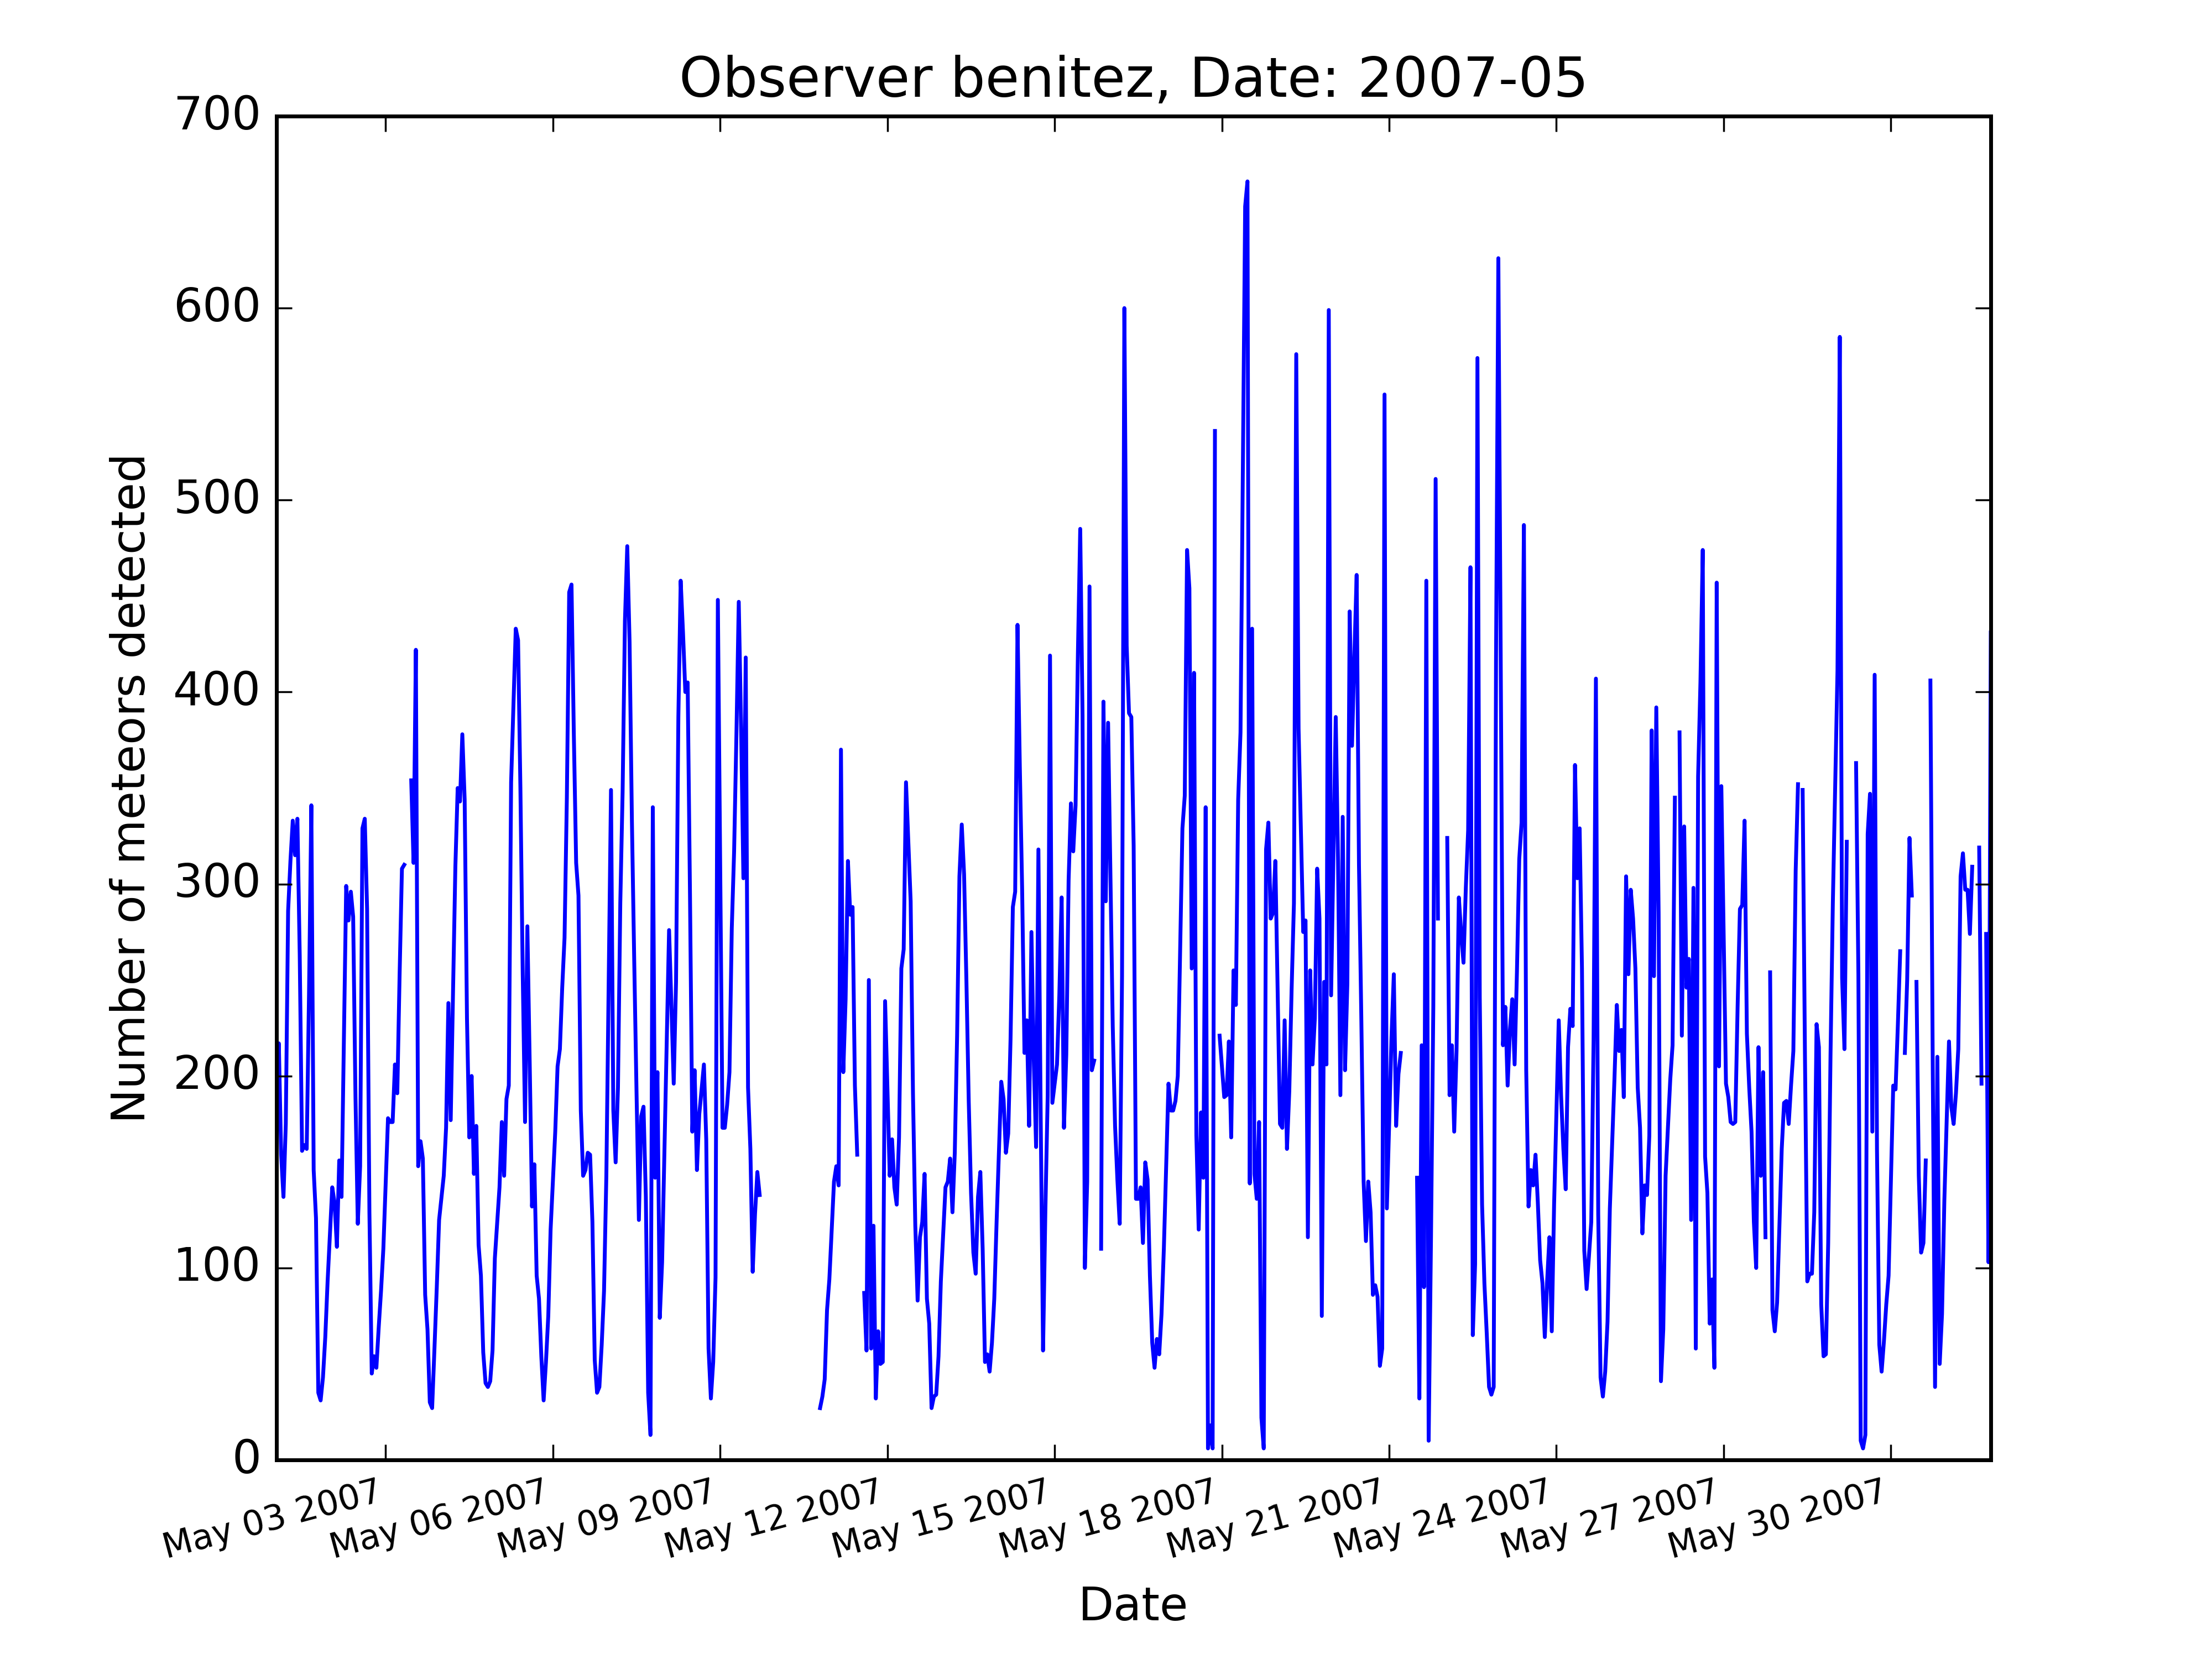 Observer benitez, Date: 2007-05
Number of meteors detected
700
600
500
400
300
200
100
0
May 03 2007
May 06 2007
May 09 2007
May 12 2007
May 15 2007
May 18 2007
May 21 2007
May 24 2007
May 27 2007
May 30 2007
Date